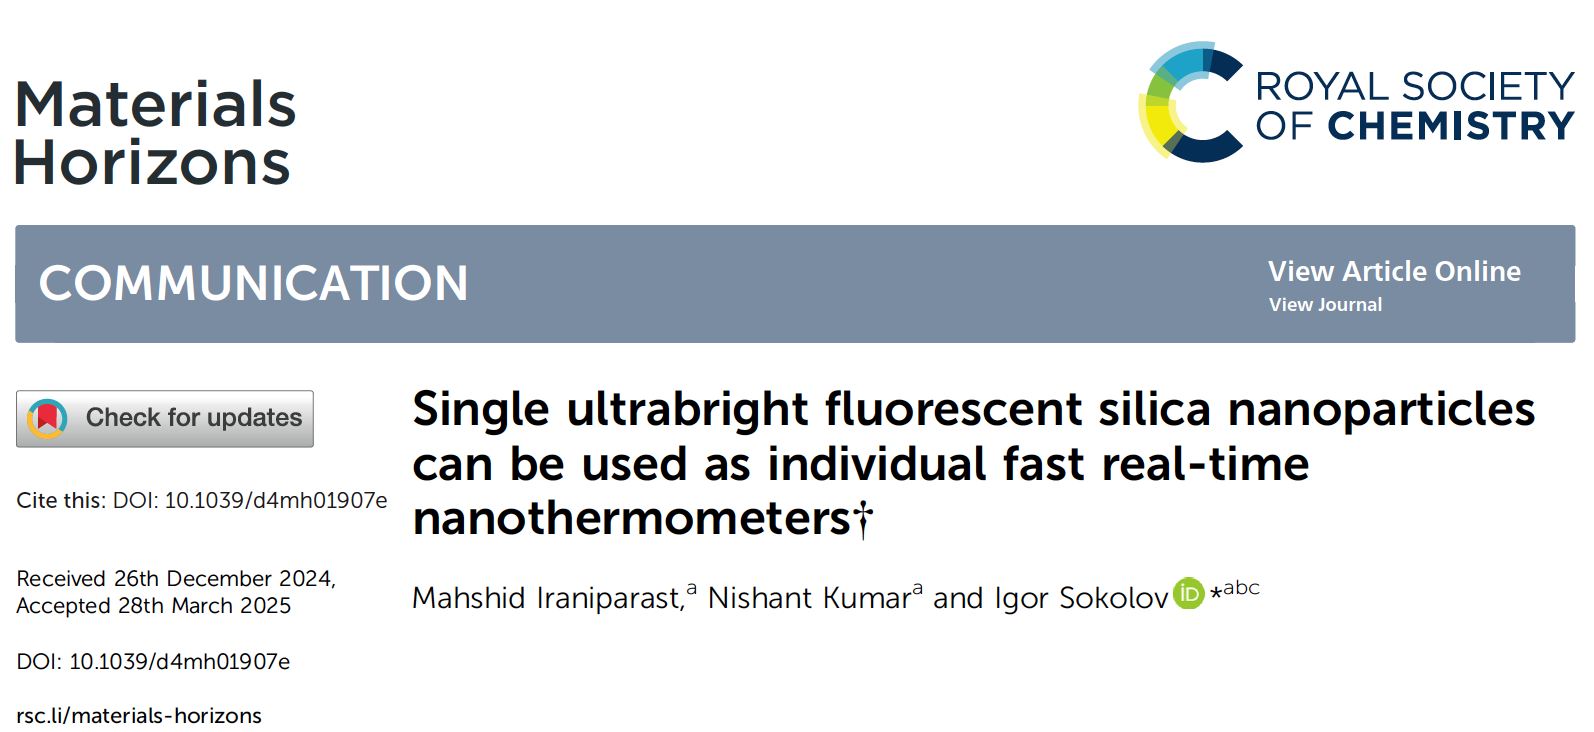 Materials
Horizons
ROYAL SOCIETY
OF CHEMISTRY
COMMUNICATION
View Article Online
View Journal
Check for updates
Cite this: DOI: 10.1039/d4mh01907e
Received 26th December 2024,
Accepted 28th March 2025
DOI: 10.1039/d4mh01907e
rsc.li/materials-horizons
Single ultrabright fluorescent silica nanoparticles
can be used as individual fast real-time
nanothermometers†
Mahshid Iraniparast,ᵃ Nishant Kumarᵃ and Igor Sokolov iD *ᵃᵇᶜ